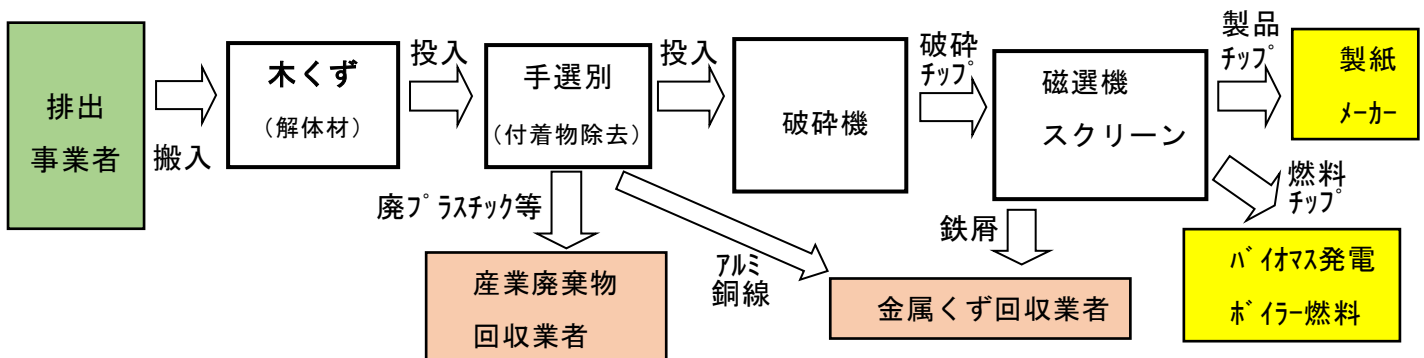 排出
事業者
搬入
木くず
(解体材)
投入
手選別
(付着物除去)
投入
破砕機
破砕
ﾁｯﾌﾟ
磁選機
スクリーン
製品
ﾁｯﾌﾟ
製紙
ﾒｰｶｰ
燃料
ﾁｯﾌﾟ
ﾊﾞｲｵﾏｽ発電
ﾎﾞｲﾗｰ燃料
鉄屑
廃ﾌﾟﾗｽﾁｯｸ等
ｱﾙﾐ
銅線
産業廃棄物
回収業者
金属くず回収業者